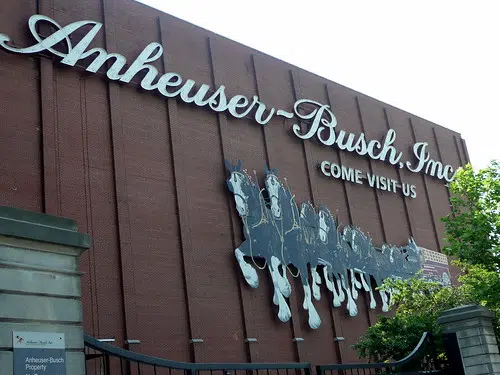 Anheuser-Busch, Inc.
COME VISIT US
Anheuser-Busch
Property